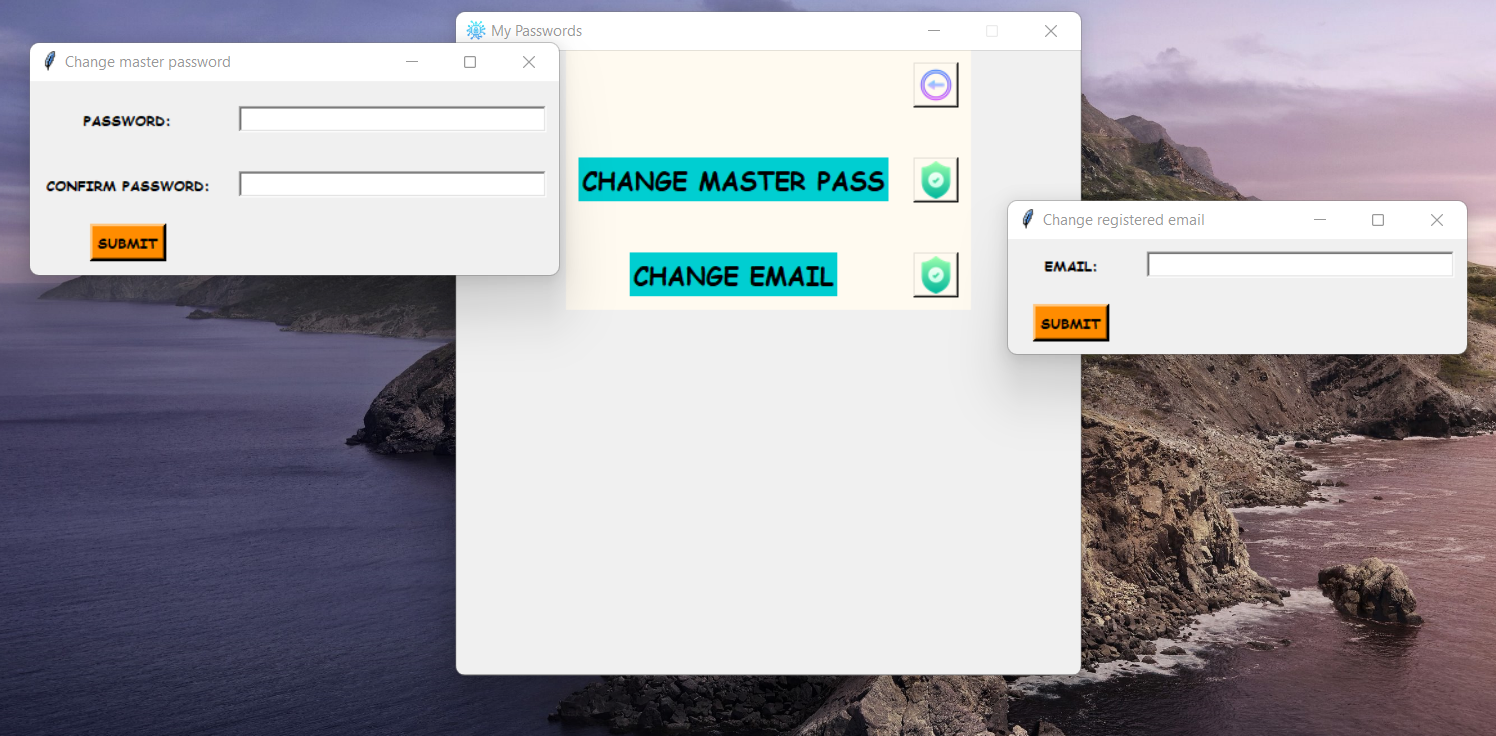 My Passwords
Change master password
PASSWORD:
CONFIRM PASSWORD:
SUBMIT
CHANGE MASTER PASS
CHANGE EMAIL
Change registered email
EMAIL:
SUBMIT